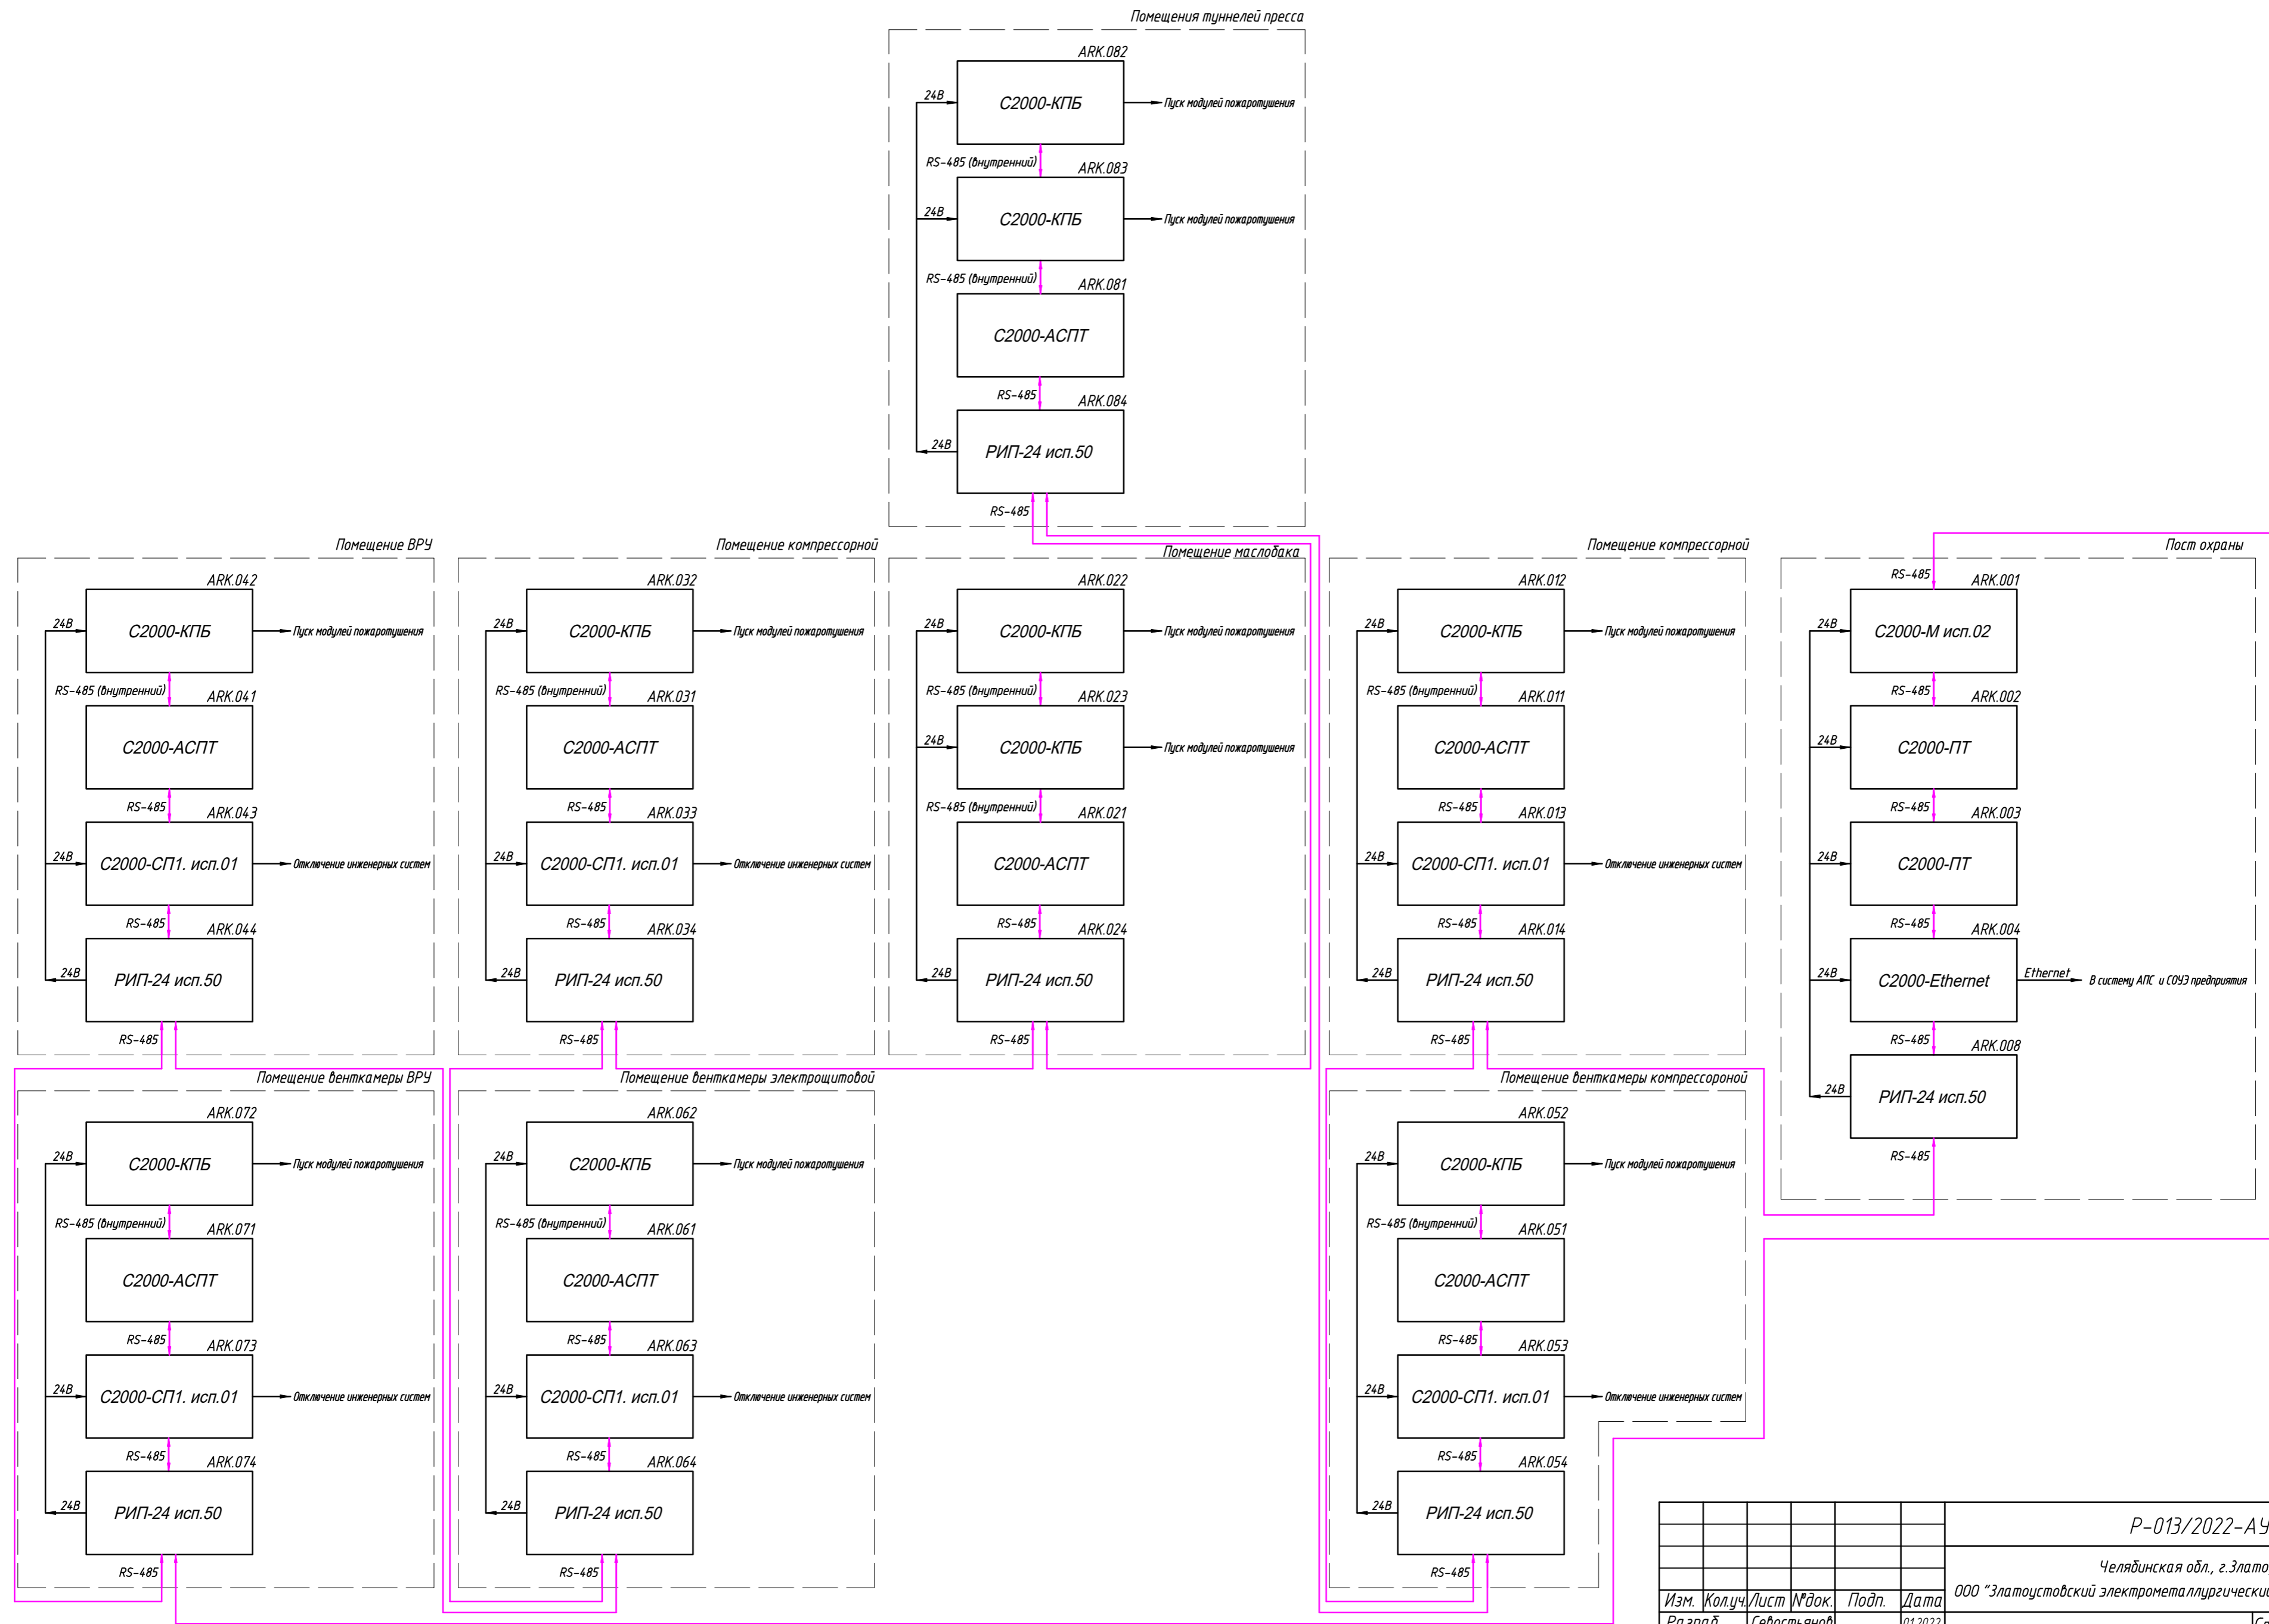 Помещения туннелей пресса
ARK.082
24В
С2000-КПБ
Пуск модулей пожаротушения
RS-485 (внутренний)
ARK.083
24В
С2000-КПБ
Пуск модулей пожаротушения
RS-485 (внутренний)
ARK.081
С2000-АСПТ
RS-485
ARK.084
24В
РИП-24 исп.50
RS-485
Помещение ВРУ
ARK.042
24В
С2000-КПБ
Пуск модулей пожаротушения
RS-485 (внутренний)
ARK.041
С2000-АСПТ
RS-485
ARK.043
24В
С2000-СП1. исп.01
Отключение инженерных систем
RS-485
ARK.044
24В
РИП-24 исп.50
RS-485
Помещение компрессорной
ARK.032
24В
С2000-КПБ
Пуск модулей пожаротушения
RS-485 (внутренний)
ARK.031
С2000-АСПТ
RS-485
ARK.033
24В
С2000-СП1. исп.01
Отключение инженерных систем
RS-485
ARK.034
24В
РИП-24 исп.50
RS-485
Помещение маслобака
ARK.022
24В
С2000-КПБ
Пуск модулей пожаротушения
RS-485 (внутренний)
ARK.023
24В
С2000-КПБ
Пуск модулей пожаротушения
RS-485 (внутренний)
ARK.021
С2000-АСПТ
RS-485
ARK.024
24В
РИП-24 исп.50
RS-485
Помещение компрессорной
ARK.012
24В
С2000-КПБ
Пуск модулей пожаротушения
RS-485 (внутренний)
ARK.011
С2000-АСПТ
RS-485
ARK.013
24В
С2000-СП1. исп.01
Отключение инженерных систем
RS-485
ARK.014
24В
РИП-24 исп.50
RS-485
Пост охраны
RS-485
ARK.001
24В
С2000-М исп.02
RS-485
ARK.002
24В
С2000-ПТ
RS-485
ARK.003
24В
С2000-ПТ
RS-485
ARK.004
24В
С2000-Ethernet
Ethernet
В систему АПС и СОУЭ предприятия
RS-485
ARK.008
24В
РИП-24 исп.50
RS-485
Помещение венткамеры ВРУ
ARK.072
24В
С2000-КПБ
Пуск модулей пожаротушения
RS-485 (внутренний)
ARK.071
С2000-АСПТ
RS-485
ARK.073
24В
С2000-СП1. исп.01
Отключение инженерных систем
RS-485
ARK.074
24В
РИП-24 исп.50
RS-485
Помещение венткамеры электрощитовой
ARK.062
24В
С2000-КПБ
Пуск модулей пожаротушения
RS-485 (внутренний)
ARK.061
С2000-АСПТ
RS-485
ARK.063
24В
С2000-СП1. исп.01
Отключение инженерных систем
RS-485
ARK.064
24В
РИП-24 исп.50
RS-485
Помещение венткамеры компрессороной
ARK.052
24В
С2000-КПБ
Пуск модулей пожаротушения
RS-485 (внутренний)
ARK.051
С2000-АСПТ
RS-485
ARK.053
24В
С2000-СП1. исп.01
Отключение инженерных систем
RS-485
ARK.054
24В
РИП-24 исп.50
RS-485
Р-013/2022-АУ
Челябинская обл., г.Злато
ООО "Златоустовский электрометаллургический
Изм. Кол.уч. Лист №док. Подп. Дата
Разраб. Севостьянов 01.2022